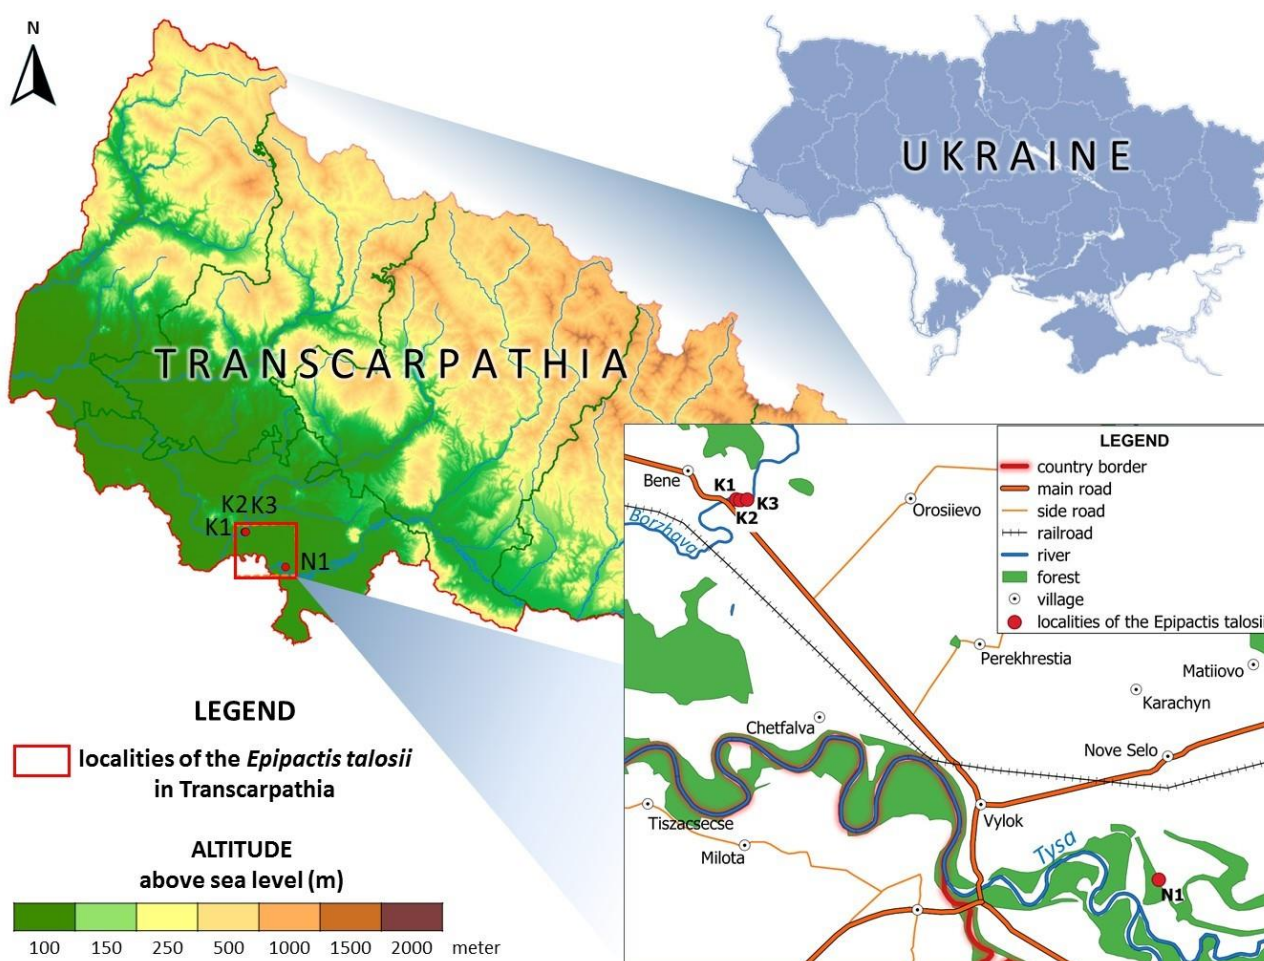 N
UKRAINE
TRANSCARPATHIA
K2 K3
K1
N1
LEGEND
localities of the Epipactis talosii
in Transcarpathia
ALTITUDE
above sea level (m)
100 150 250 500 1000 1500 2000 meter
LEGEND
country border
main road
side road
railroad
river
forest
village
localities of the Epipactis talosii
Bene
K1
K2
K3
Borzhava
Orosiievo
Perekhrestia
Matiiovo
Karachyn
Chetfalva
Nove Selo
Tiszacsecse
Vylok
Milota
Tysa
N1